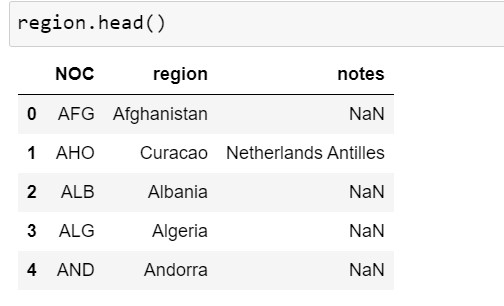 region.head()
NOC region notes
0 AFG Afghanistan NaN
1 AHO Curacao Netherlands Antilles
2 ALB Albania NaN
3 ALG Algeria NaN
4 AND Andorra NaN